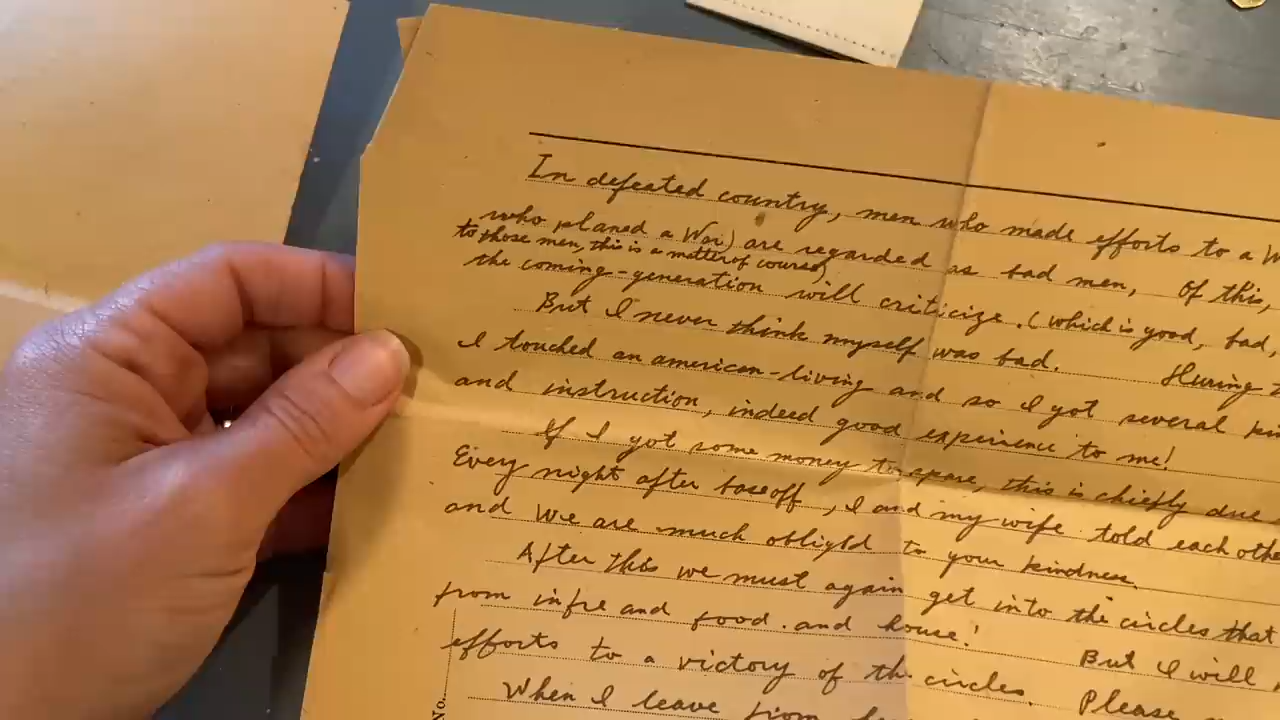 In defeated country, men who made efforts to a W
who planed a War) are regarded as bad men, Of this,
to those men, this is a matter of course,)
the coming-generation will criticize. (which is good, bad,
But I never think myself was bad.
I touched an american-living and so I got several kin
and instruction, indeed good experience to me!
If I got some money to spare, this is chiefly due
Every night after off, I and my wife told each othe
and we are much obligld to your kindness.
After this we must again get into the circles that
from and food. and house! But I will
efforts to a victory of the circles. Please
When I leave from
No.